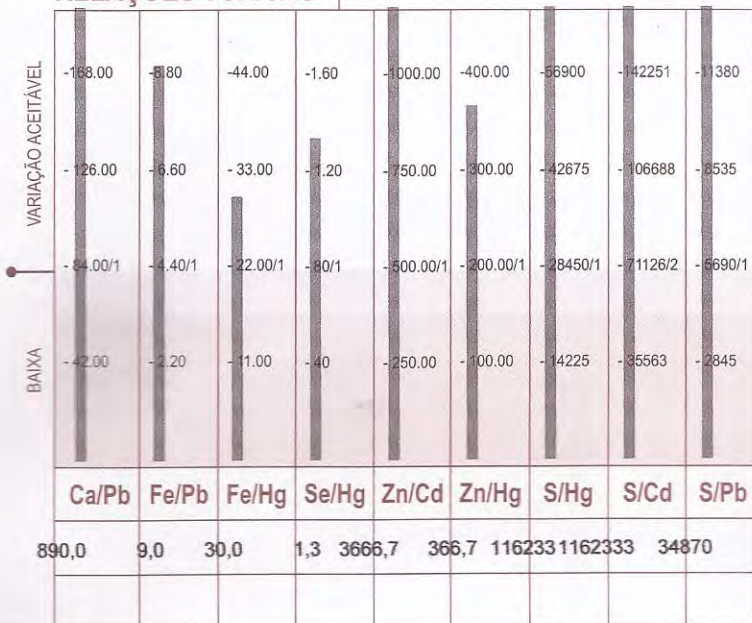 VARIAÇÃO ACEITÁVEL
-168.00 -8.80 -44.00 -1.60 -1000.00 -400.00 -56900 -142251 -11380
-126.00 -6.60 -33.00 -1.20 -750.00 -300.00 -42675 -106688 -8535
-84.00/1 -4.40/1 -22.00/1 -80/1 -500.00/1 -200.00/1 -28450/1 -71126/2 -5690/1
BAIXA
-42.00 -2.20 -11.00 -40 -250.00 -100.00 -14225 -35563 -2845
Ca/Pb Fe/Pb Fe/Hg Se/Hg Zn/Cd Zn/Hg S/Hg S/Cd S/Pb
890,0 9,0 30,0 1,3 3666,7 366,7 116233 1162333 34870